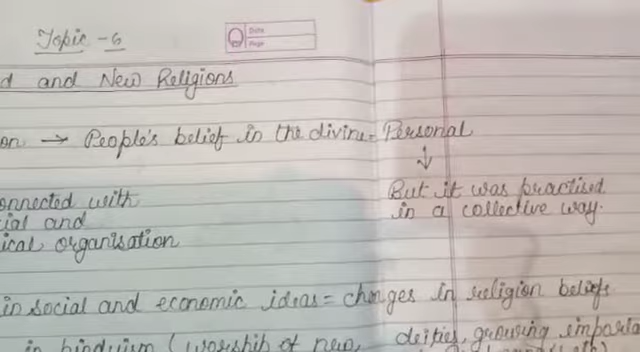 Topic - 6
Date
Page
d and New Religions
on → People's belief in the divine = Personal
↓
onnected with
But it was practised
ial and
in a collective way.
ical organisation
in social and economic ideas = changes in religion beliefs
in hinduism (worship of new deities, growing importa